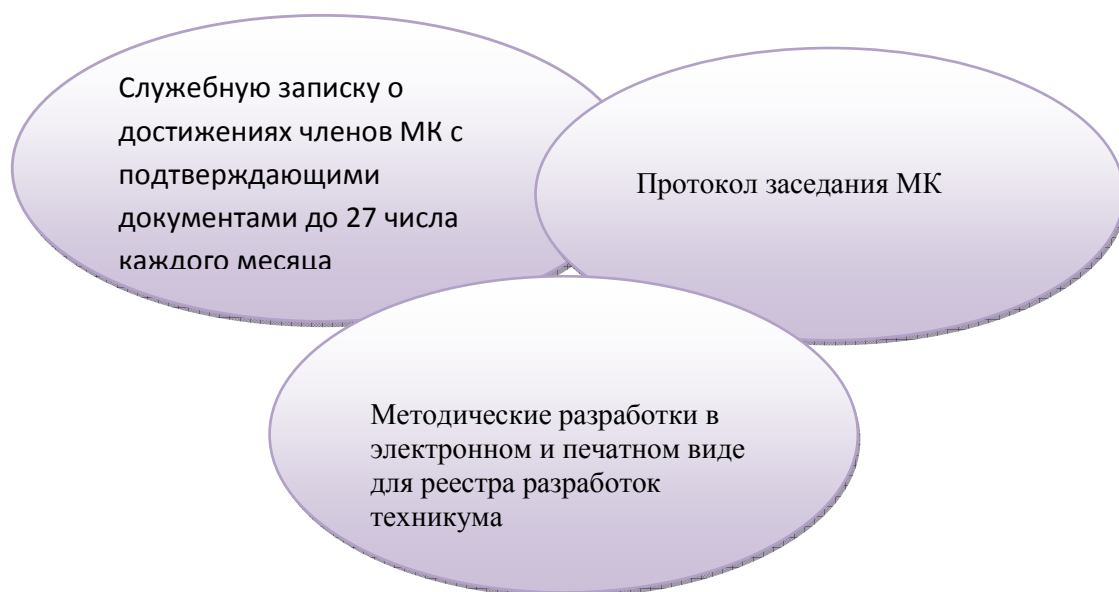 Служебную записку о
достижениях членов МК с
подтверждающими
документами до 27 числа
каждого месяца
Протокол заседания МК
Методические разработки в
электронном и печатном виде
для реестра разработок
техникума